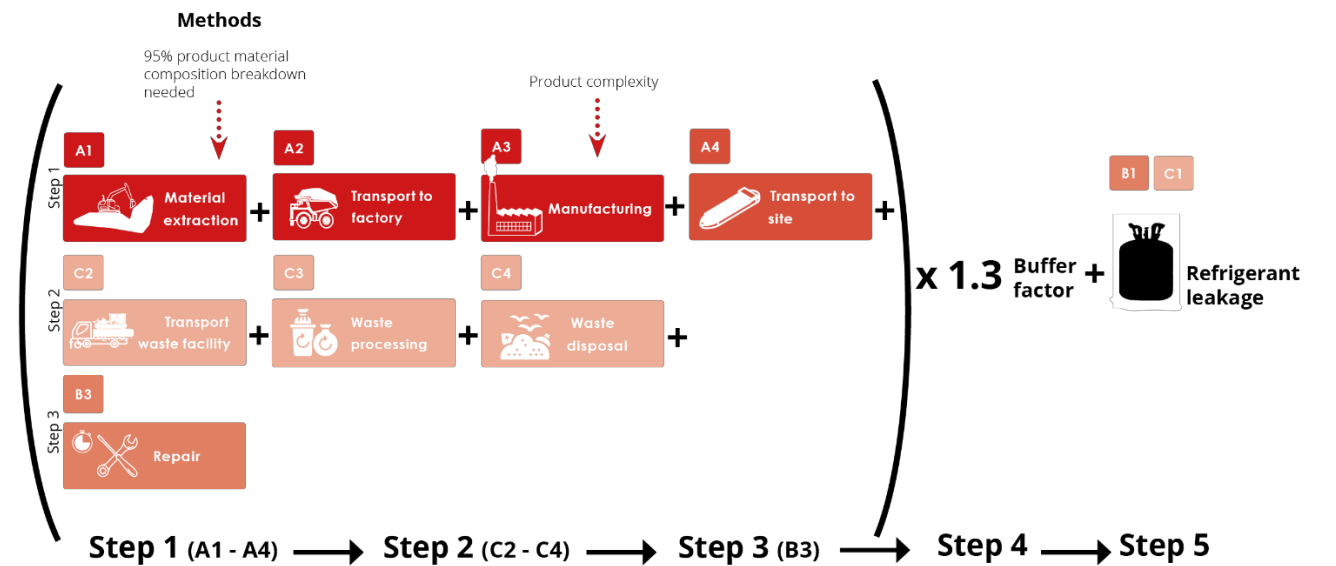 Methods
95% product material
composition breakdown
needed
Product complexity
Step 1
A1
Material
extraction
+
A2
Transport to
factory
+
A3
Manufacturing
+
A4
Transport to
site
+
Step 2
C2
Transport
to waste facility
+
C3
Waste
processing
+
C4
Waste
disposal
+
Step 3
B3
Repair
x 1.3
Buffer
factor
+
B1
C1
Refrigerant
leakage
Step 1 (A1 - A4)
Step 2 (C2 - C4)
Step 3 (B3)
Step 4
Step 5